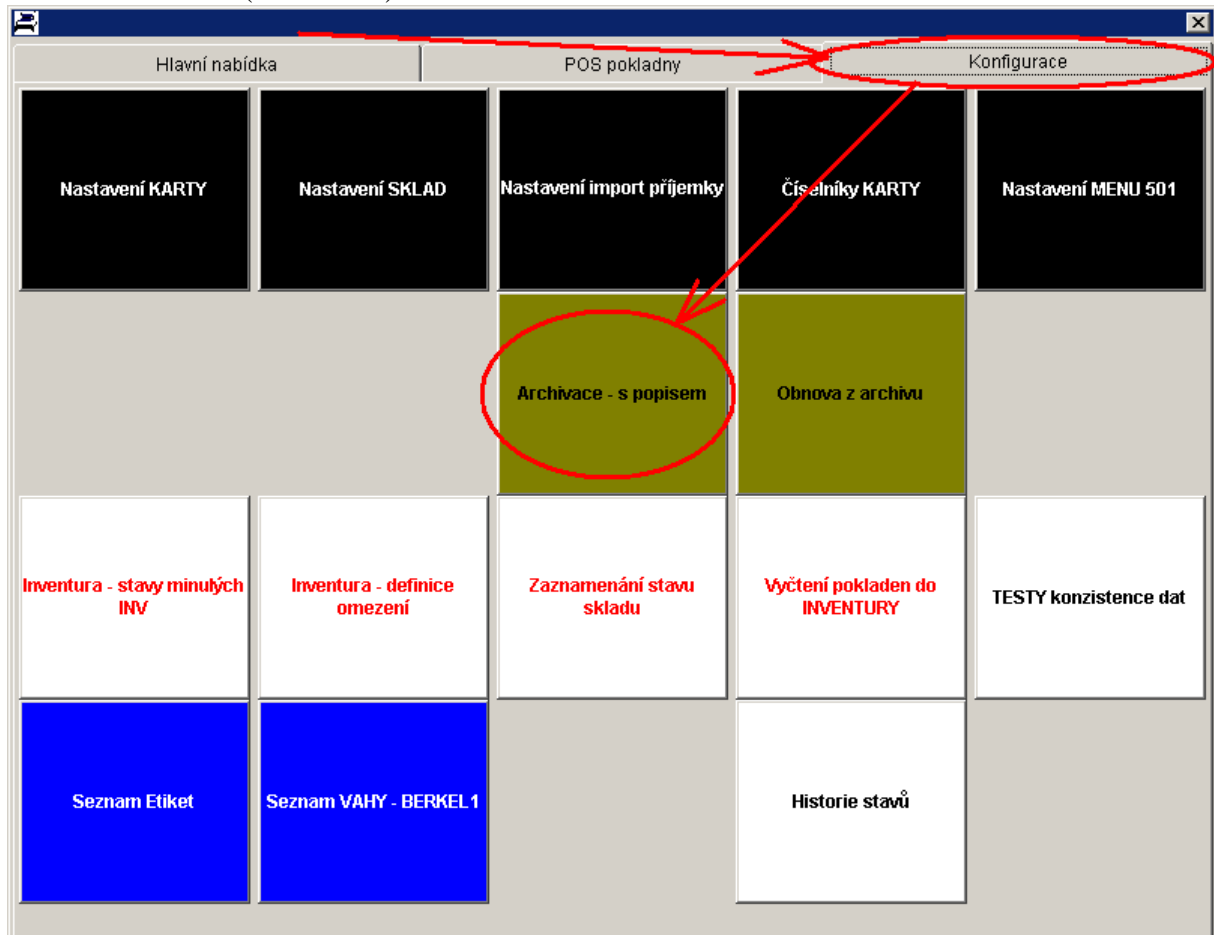 Hlavní nabídka
POS pokladny
Konfigurace
Nastavení KARTY
Nastavení SKLAD
Nastavení import příjemky
Číselníky KARTY
Nastavení MENU 501
Archivace - s popisem
Obnova z archivu
Inventura - stavy minulých
INV
Inventura - definice
omezení
Zaznamenání stavu
skladu
Vyčtení pokladen do
INVENTURY
TESTY konzistence dat
Seznam Etiket
Seznam VAHY - BERKEL1
Historie stavů